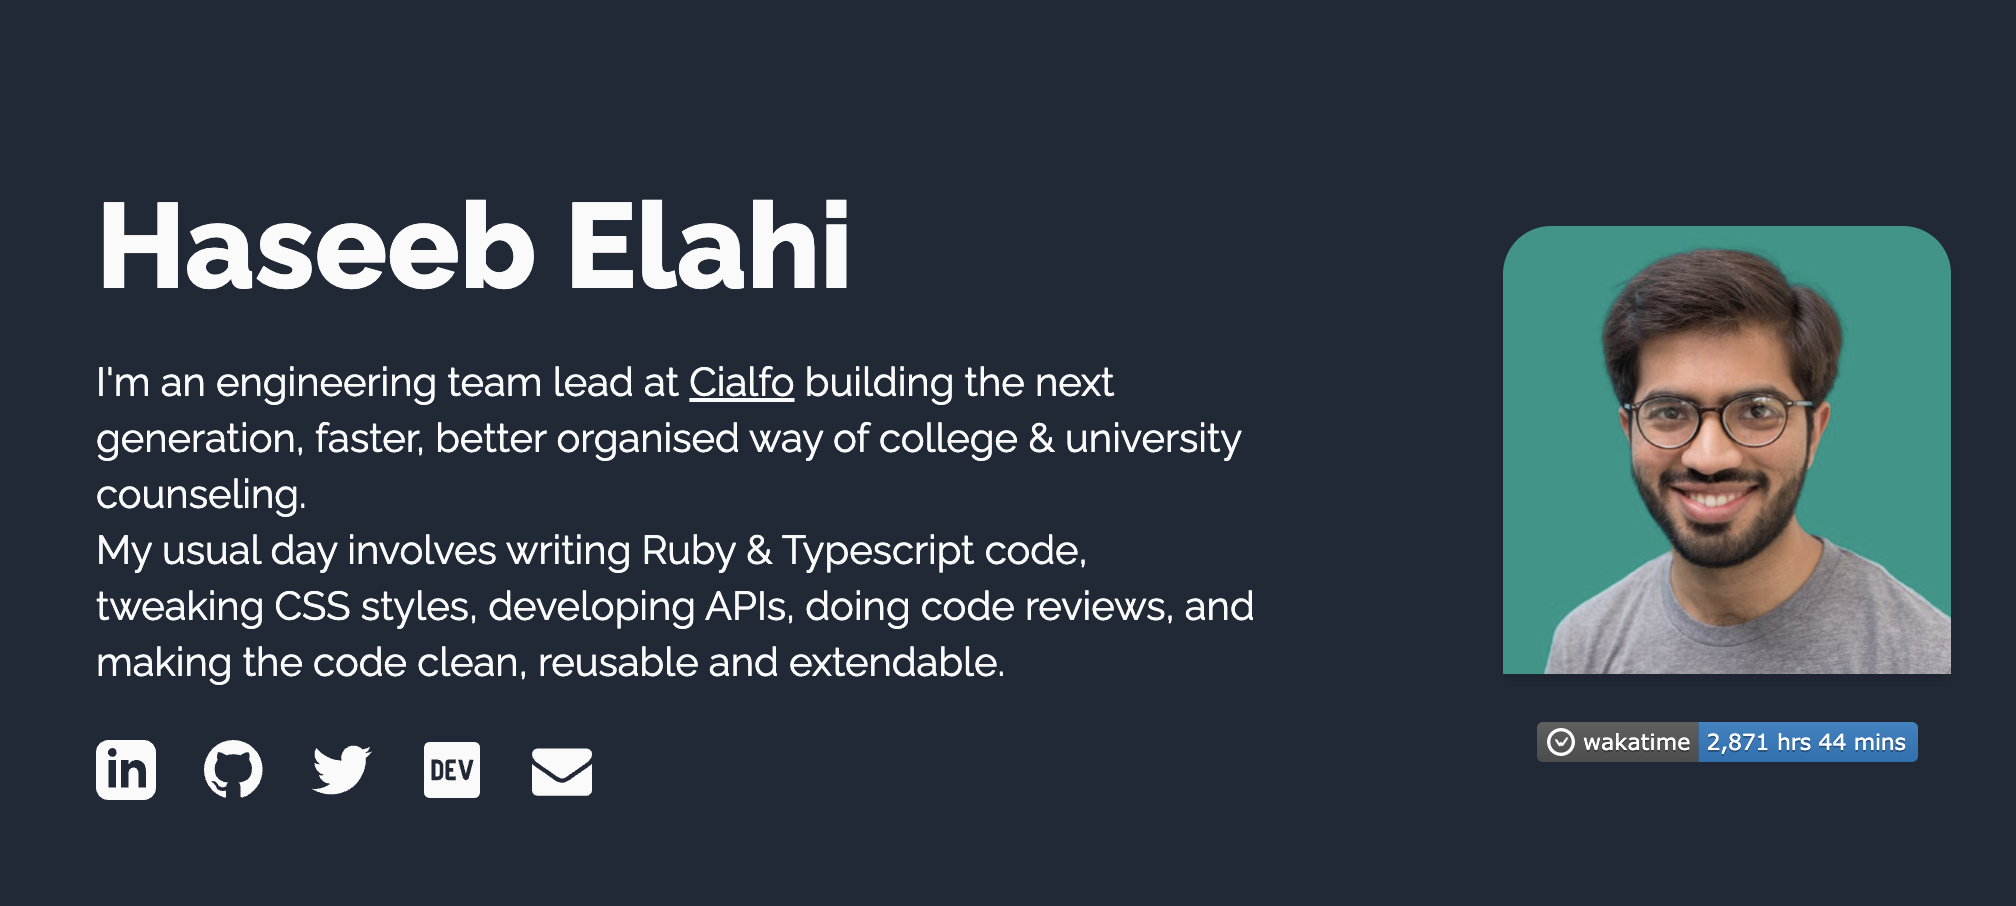 Haseeb Elahi
I'm an engineering team lead at Cialfo building the next
generation, faster, better organised way of college & university
counseling.
My usual day involves writing Ruby & Typescript code,
tweaking CSS styles, developing APIs, doing code reviews, and
making the code clean, reusable and extendable.
in
DEV
wakatime 2,871 hrs 44 mins